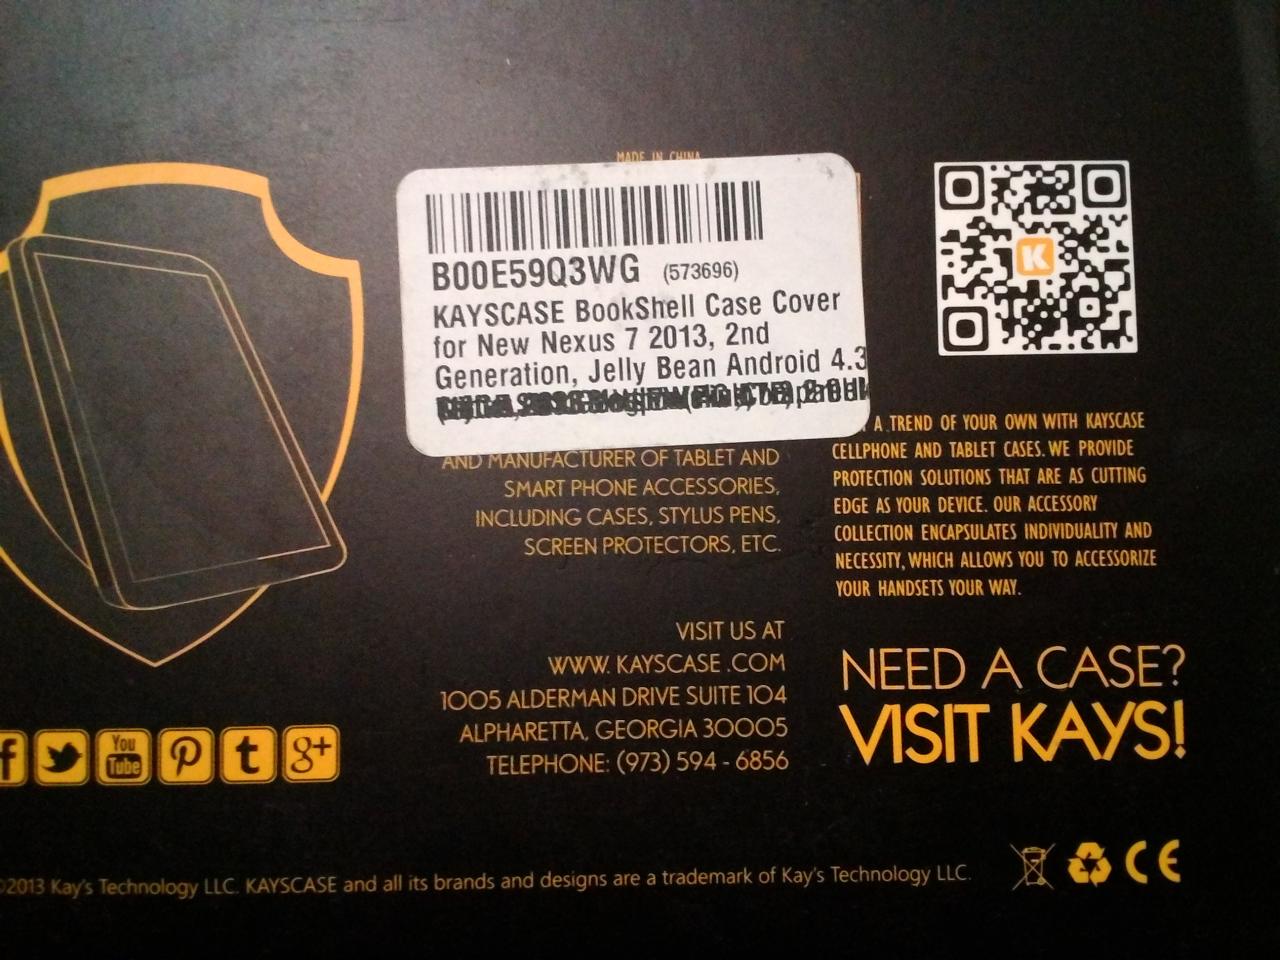 MADE IN CHINA
B00E59Q3WG (573696)
KAYSCASE BookShell Case Cover
for New Nexus 7 2013, 2nd
Generation, Jelly Bean Android 4.3
AND MANUFACTURER OF TABLET AND
SMART PHONE ACCESSORIES,
INCLUDING CASES, STYLUS PENS,
SCREEN PROTECTORS, ETC.
VISIT US AT
WWW. KAYSCASE .COM
1005 ALDERMAN DRIVE SUITE 104
ALPHARETTA, GEORGIA 30005
TELEPHONE: (973) 594 - 6856
K
A TREND OF YOUR OWN WITH KAYSCASE
CELLPHONE AND TABLET CASES. WE PROVIDE
PROTECTION SOLUTIONS THAT ARE AS CUTTING
EDGE AS YOUR DEVICE. OUR ACCESSORY
COLLECTION ENCAPSULATES INDIVIDUALITY AND
NECESSITY, WHICH ALLOWS YOU TO ACCESSORIZE
YOUR HANDSETS YOUR WAY.
NEED A CASE?
VISIT KAYS!
f
You
Tube
t
g+
©2013 Kay's Technology LLC. KAYSCASE and all its brands and designs are a trademark of Kay's Technology LLC.
CE